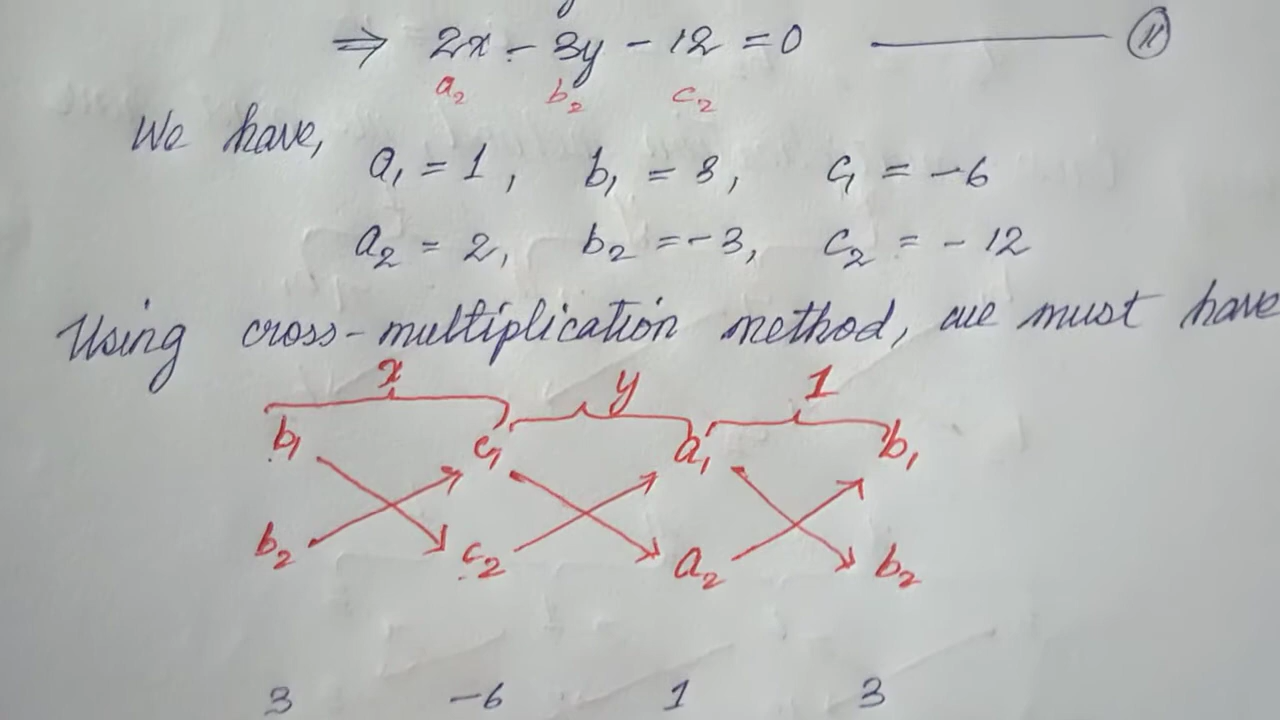 ⇒ 2x - 3y - 12 = 0 ——— (ii)
a₂ b₂ c₂
We have,
a₁ = 1, b₁ = 3, c₁ = -6
a₂ = 2, b₂ = -3, c₂ = -12
Using cross-multiplication method, we must have
x y 1
b₁ c₁ a₁ b₁
b₂ c₂ a₂ b₂
3 -6 1 3